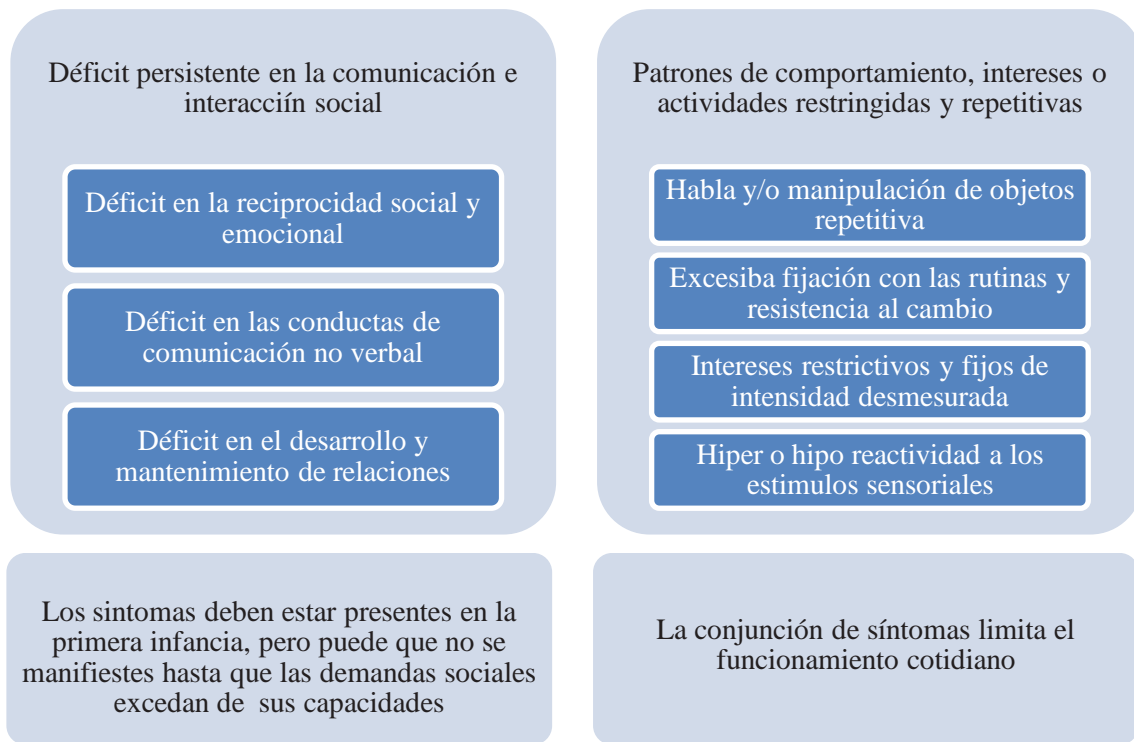 Déficit persistente en la comunicación e
interacciín social
Déficit en la reciprocidad social y
emocional
Déficit en las conductas de
comunicación no verbal
Déficit en el desarrollo y
mantenimiento de relaciones
Patrones de comportamiento, intereses o
actividades restringidas y repetitivas
Habla y/o manipulación de objetos
repetitiva
Excesiba fijación con las rutinas y
resistencia al cambio
Intereses restrictivos y fijos de
intensidad desmesurada
Hiper o hipo reactividad a los
estimulos sensoriales
Los sintomas deben estar presentes en la
primera infancia, pero puede que no se
manifiestes hasta que las demandas sociales
excedan de sus capacidades
La conjunción de síntomas limita el
funcionamiento cotidiano